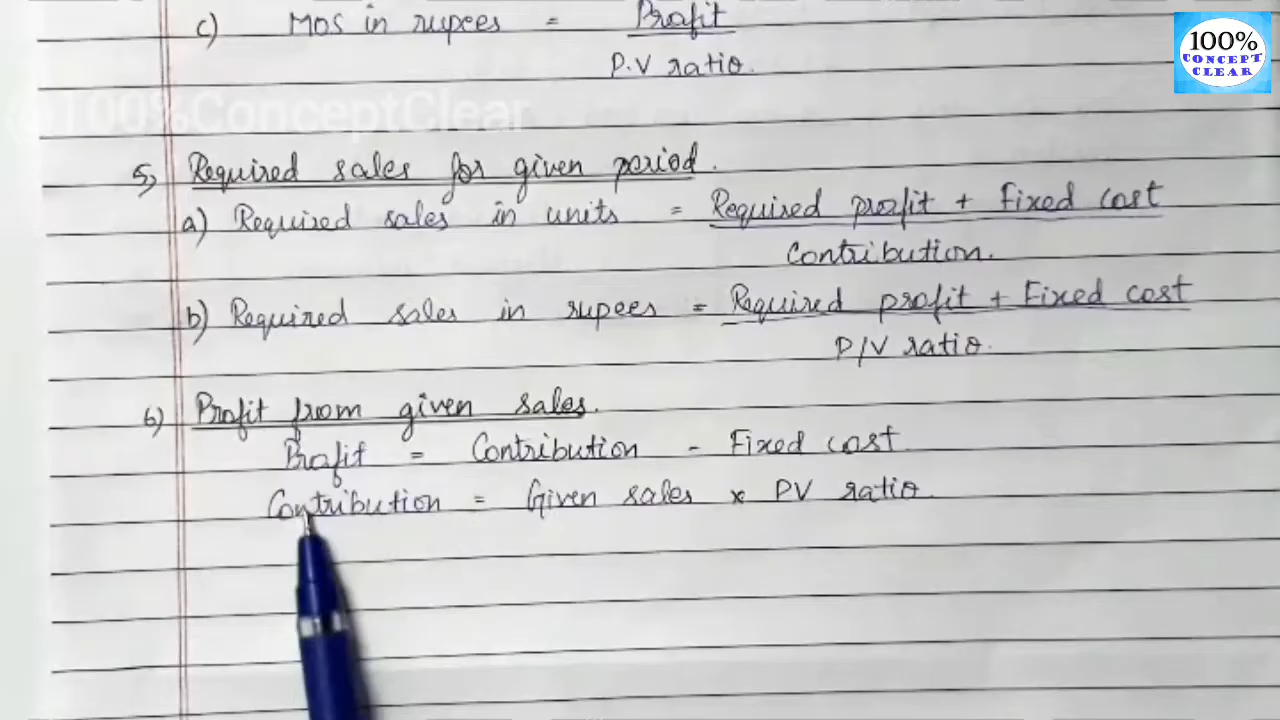 c) MOS in rupees = Profit
P.V ratio.
100%
CONCEPT
CLEAR
@100%ConceptClear
5) Required sales for given period.
a) Required sales in units = Required profit + Fixed cost
Contribution.
b) Required sales in rupees = Required profit + Fixed cost
P/V ratio.
6) Profit from given sales.
Profit = Contribution - Fixed cost.
Contribution = Given sales x PV ratio.